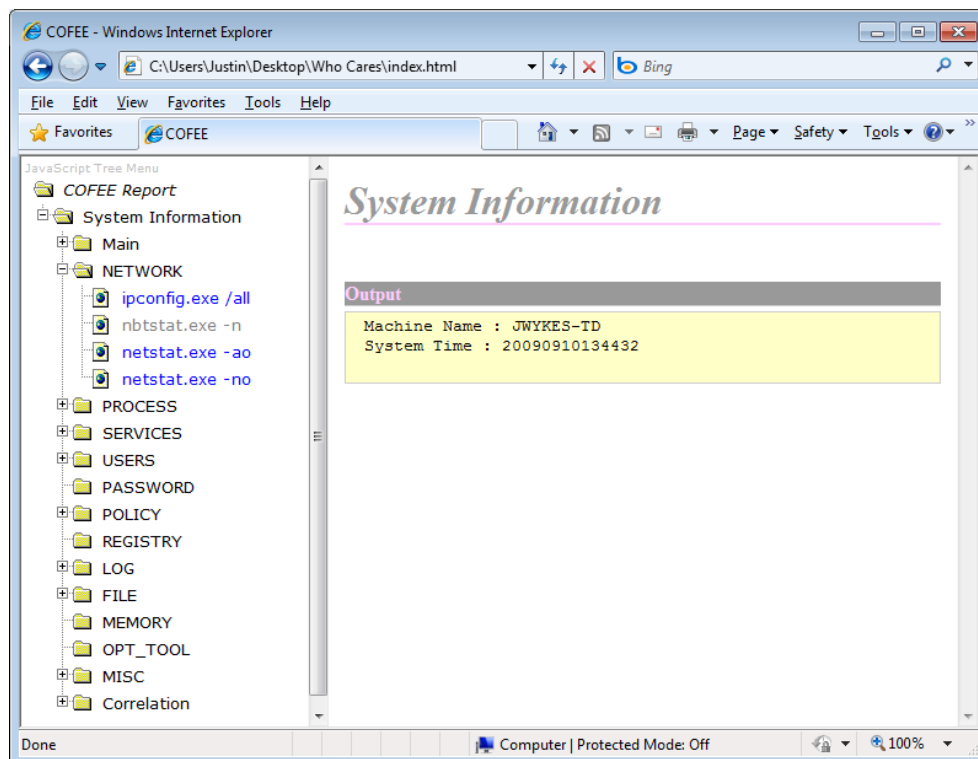 COFEE - Windows Internet Explorer
C:\Users\Justin\Desktop\Who Cares\index.html
Bing
File Edit View Favorites Tools Help
Favorites
COFEE
Page Safety Tools
JavaScript Tree Menu
COFEE Report
System Information
Main
NETWORK
ipconfig.exe /all
nbtstat.exe -n
netstat.exe -ao
netstat.exe -no
PROCESS
SERVICES
USERS
PASSWORD
POLICY
REGISTRY
LOG
FILE
MEMORY
OPT_TOOL
MISC
Correlation
System Information
Output
Machine Name : JWYKES-TD
System Time : 20090910134432
Done
Computer | Protected Mode: Off
100%